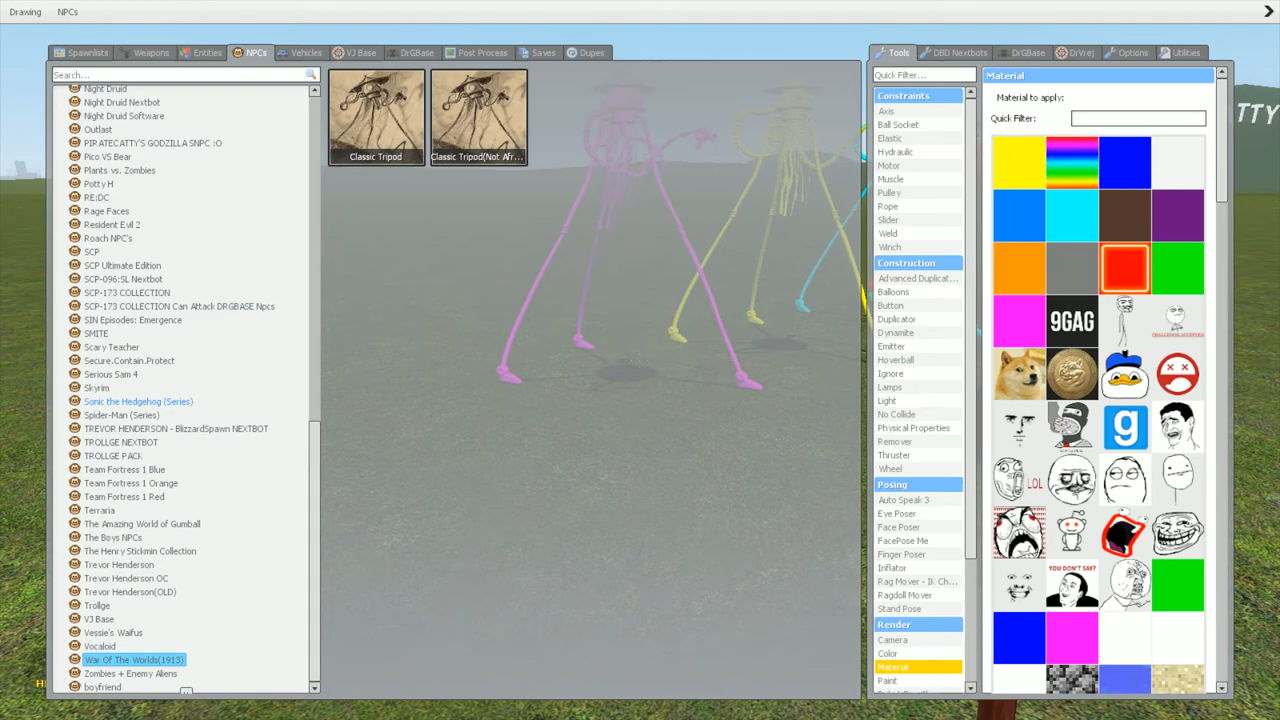 Drawing
NPCs
Spawnlists
Weapons
Entities
NPCs
Vehicles
VJ Base
DrGBase
Post Process
Saves
Dupes
Search...
Night Druid
Night Druid Nextbot
Night Druid Software
Outlast
PIRATECATTY'S GODZILLA SNPC :O
Pico VS Bear
Plants vs. Zombies
Potty H
RE:DC
Rage Faces
Resident Evil 2
Roach NPC's
SCP
SCP Ultimate Edition
SCP-096:SL Nextbot
SCP-173 COLLECTION
SCP-173 COLLECTION Can Attack DRGBASE Npcs
SIN Episodes: Emergence
SMITE
Scary Teacher
Secure.Contain.Protect
Serious Sam 4
Skyrim
Sonic the Hedgehog (Series)
Spider-Man (Series)
TREVOR HENDERSON - BlizzardSpawn NEXTBOT
TROLLGE NEXTBOT
TROLLGE PACK
Team Fortress 1 Blue
Team Fortress 1 Orange
Team Fortress 1 Red
Terraria
The Amazing World of Gumball
The Boys NPCs
The Henry Stickmin Collection
Trevor Henderson
Trevor Henderson OC
Trevor Henderson(OLD)
Trollge
VJ Base
Vessie's Waifus
Vocaloid
War Of The Worlds(1913)
Zombies + Enemy Aliens
boyfriend
Classic Tripod
Classic Tripod(Not Afr...
Tools
DBD Nextbots
DrGBase
DrVrej
Options
Utilities
Quick Filter...
Constraints
Axis
Ball Socket
Elastic
Hydraulic
Motor
Muscle
Pulley
Rope
Slider
Weld
Winch
Construction
Advanced Duplicat...
Balloons
Button
Duplicator
Dynamite
Emitter
Hoverball
Ignore
Lamps
Light
No Collide
Physical Properties
Remover
Thruster
Wheel
Posing
Auto Speak 3
Eye Poser
Face Poser
FacePose Me
Finger Poser
Inflator
Rag Mover - IK Ch...
Ragdoll Mover
Stand Pose
Render
Camera
Color
Material
Paint
Material
Material to apply:
Quick Filter:
9GAG
CHALLENGE ACCEPTED
g
LOL
YOU DON'T SAY?
TTY